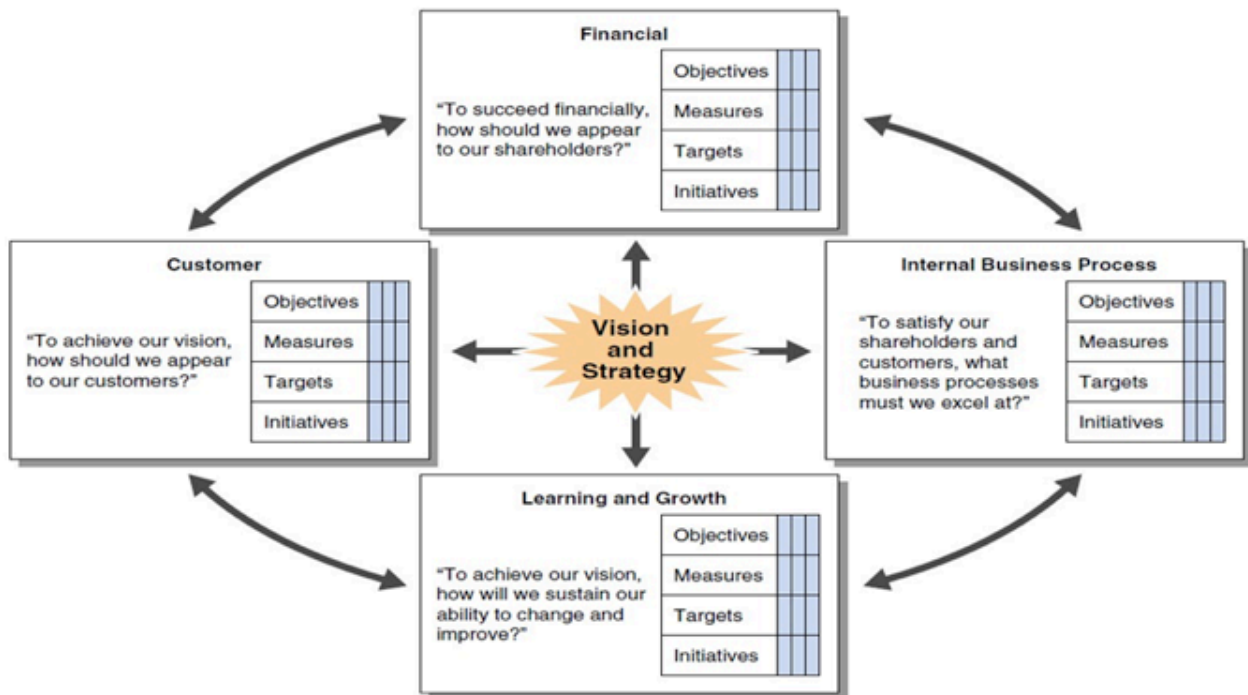 Financial
"To succeed financially,
how should we appear
to our shareholders?"
Objectives
Measures
Targets
Initiatives
Customer
"To achieve our vision,
how should we appear
to our customers?"
Objectives
Measures
Targets
Initiatives
Vision
and
Strategy
Internal Business Process
"To satisfy our
shareholders and
customers, what
business processes
must we excel at?"
Objectives
Measures
Targets
Initiatives
Learning and Growth
"To achieve our vision,
how will we sustain our
ability to change and
improve?"
Objectives
Measures
Targets
Initiatives